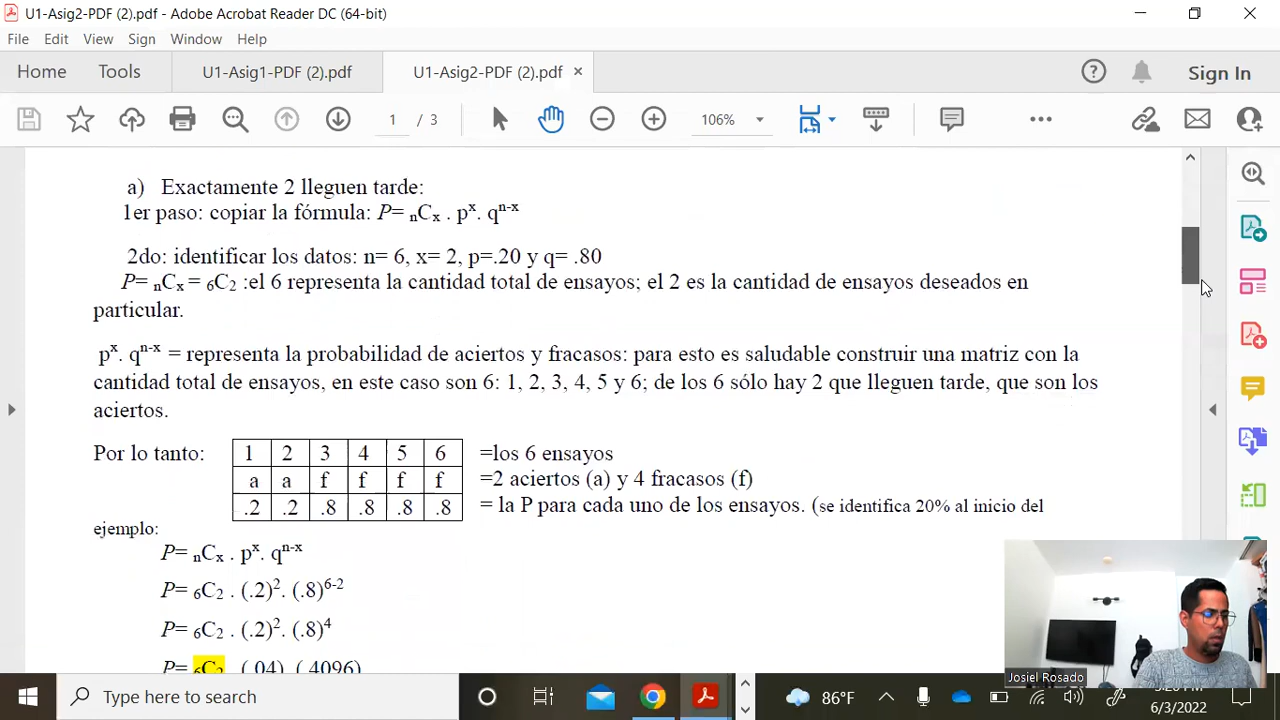 U1-Asig2-PDF (2).pdf - Adobe Acrobat Reader DC (64-bit)
File Edit View Sign Window Help
Home Tools U1-Asig1-PDF (2).pdf U1-Asig2-PDF (2).pdf × Sign In
1 / 3 106%
a) Exactamente 2 lleguen tarde:
1er paso: copiar la fórmula: P= ₙCₓ . pˣ. qⁿ⁻ˣ
2do: identificar los datos: n= 6, x= 2, p=.20 y q= .80
P= ₙCₓ = ₆C₂ :el 6 representa la cantidad total de ensayos; el 2 es la cantidad de ensayos deseados en
particular.
pˣ. qⁿ⁻ˣ = representa la probabilidad de aciertos y fracasos: para esto es saludable construir una matriz con la
cantidad total de ensayos, en este caso son 6: 1, 2, 3, 4, 5 y 6; de los 6 sólo hay 2 que lleguen tarde, que son los
aciertos.
Por lo tanto: 1 2 3 4 5 6 =los 6 ensayos
a a f f f f =2 aciertos (a) y 4 fracasos (f)
.2 .2 .8 .8 .8 .8 = la P para cada uno de los ensayos. (se identifica 20% al inicio del
ejemplo:
P= ₙCₓ . pˣ. qⁿ⁻ˣ
P= ₆C₂ . (.2)². (.8)⁶⁻²
P= ₆C₂ . (.2)². (.8)⁴
P= ₆C₂ . (.04). (.4096)
Josiel Rosado
Type here to search 86°F
6/3/2022